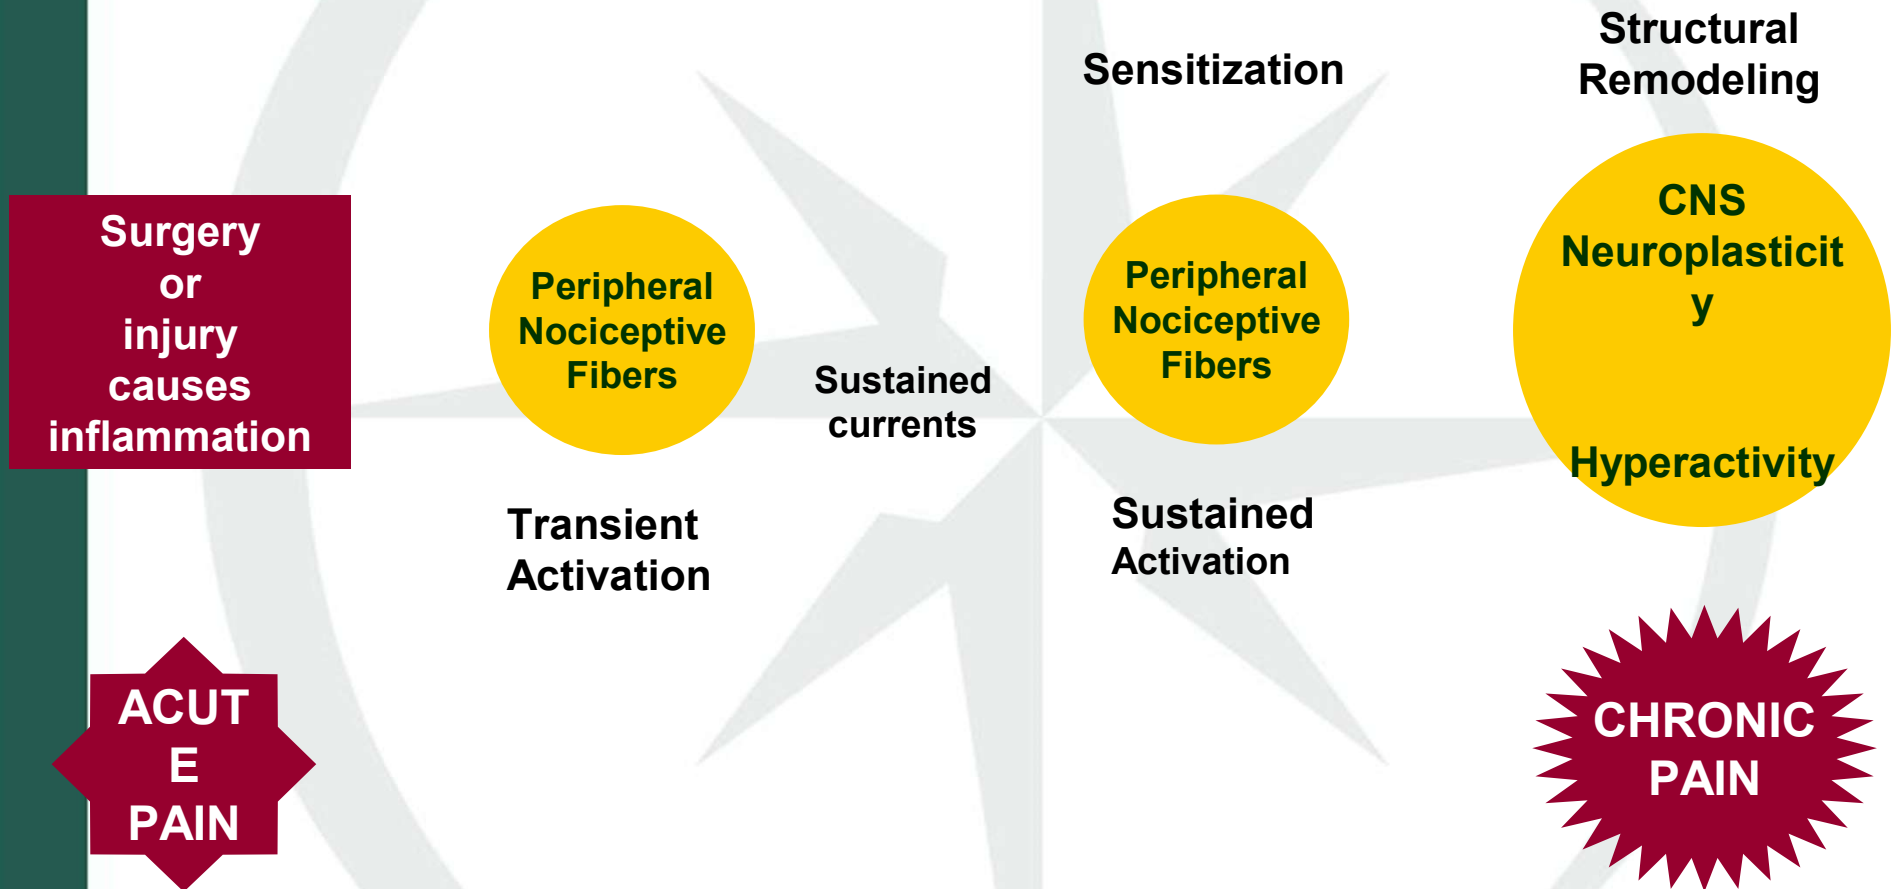 Structural
Remodeling
Sensitization
Surgery
or
injury
causes
inflammation
Peripheral
Nociceptive
Fibers
Sustained
currents
Peripheral
Nociceptive
Fibers
CNS
Neuroplasticit
y
Hyperactivity
Transient
Activation
Sustained
Activation
ACUT
E
PAIN
CHRONIC
PAIN